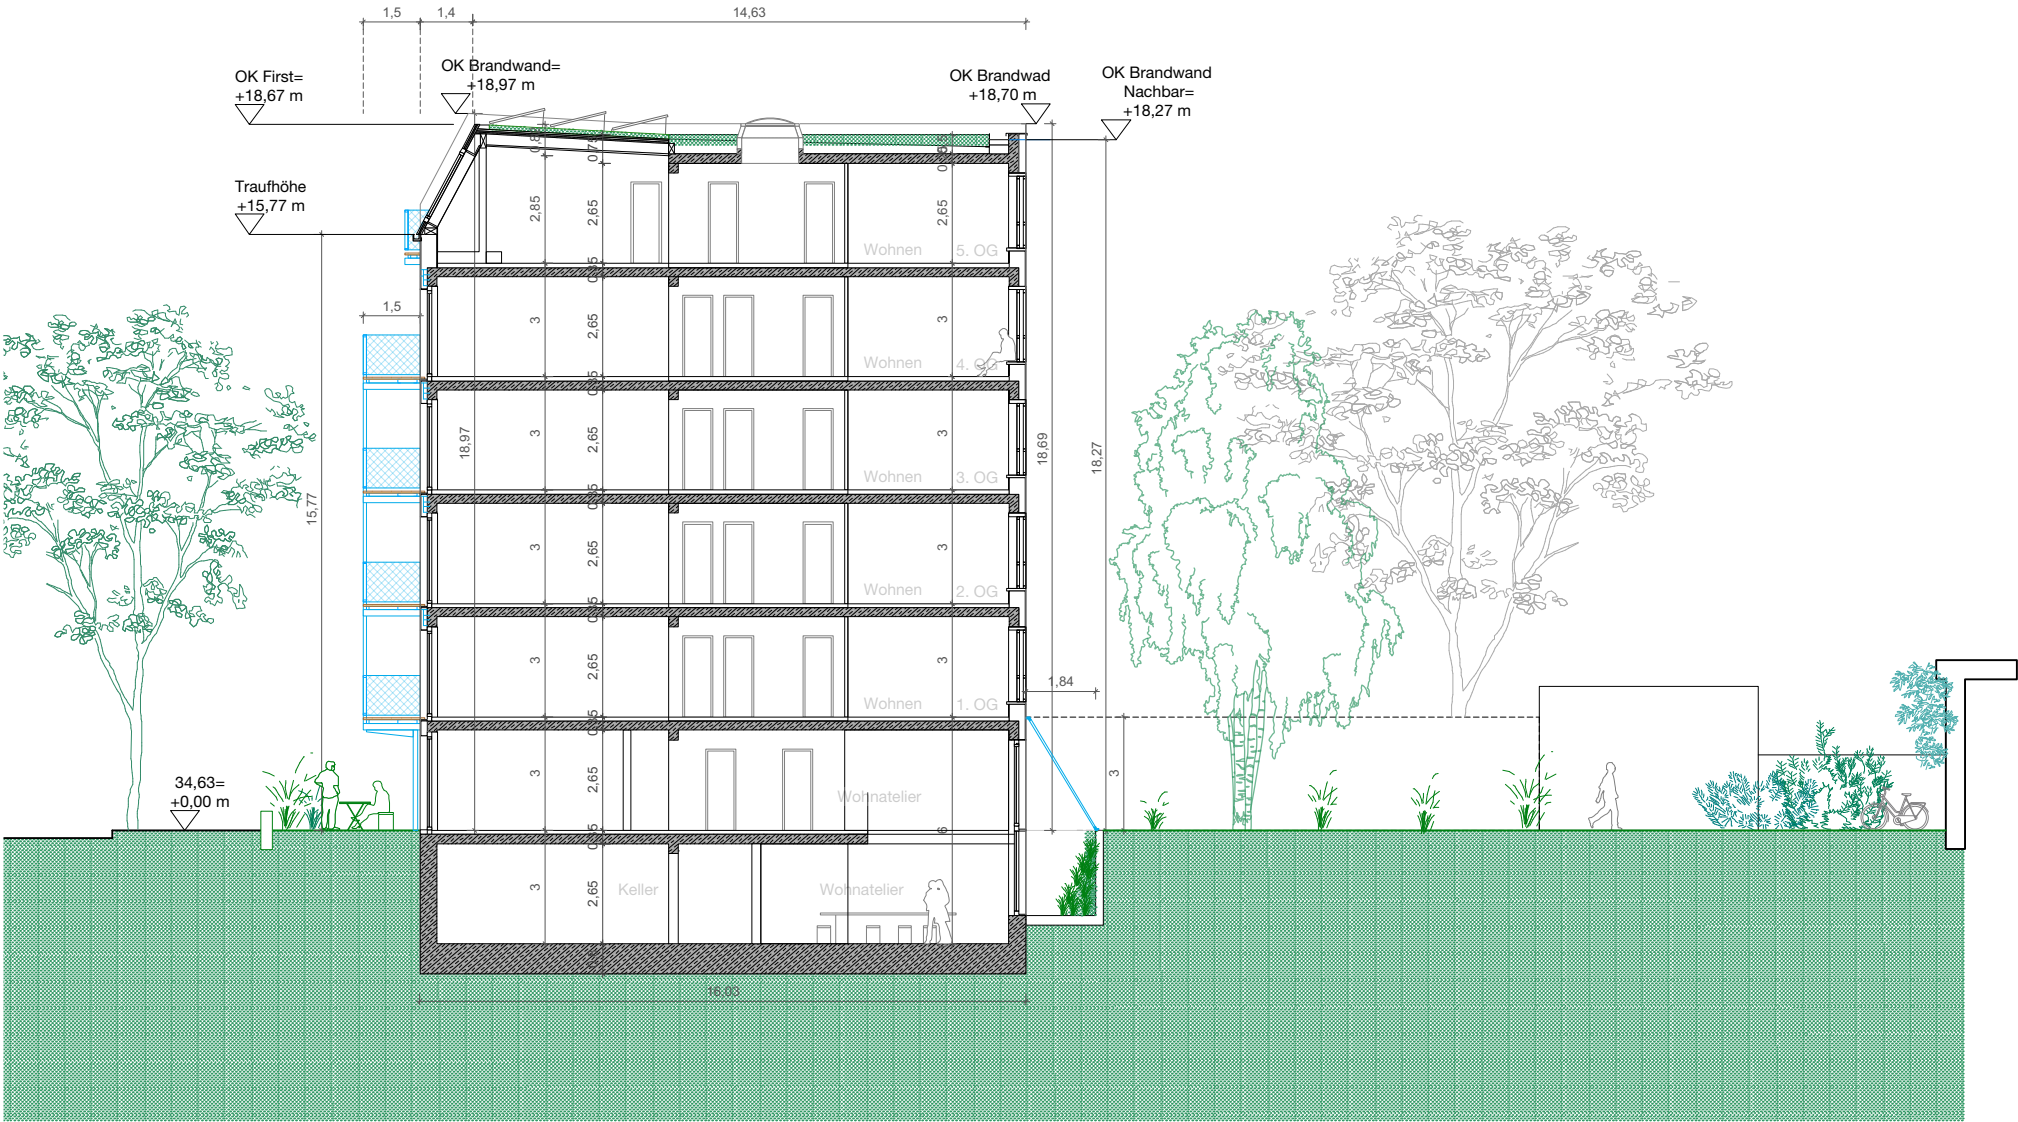 1,5
1,4
14,63
OK First=
+18,67 m
OK Brandwand=
+18,97 m
OK Brandwad
+18,70 m
OK Brandwand
Nachbar=
+18,27 m
Traufhöhe
+15,77 m
2,85
2,65
2,65
Wohnen
5. OG
1,5
3
2,65
3
Wohnen
4. OG
18,97
3
2,65
3
18,69
18,27
Wohnen
3. OG
15,77
3
2,65
3
Wohnen
2. OG
3
2,65
3
1,84
Wohnen
1. OG
34,63=
+0,00 m
3
2,65
Wohnatelier
6
3
3
2,65
Keller
Wohnatelier
16,03